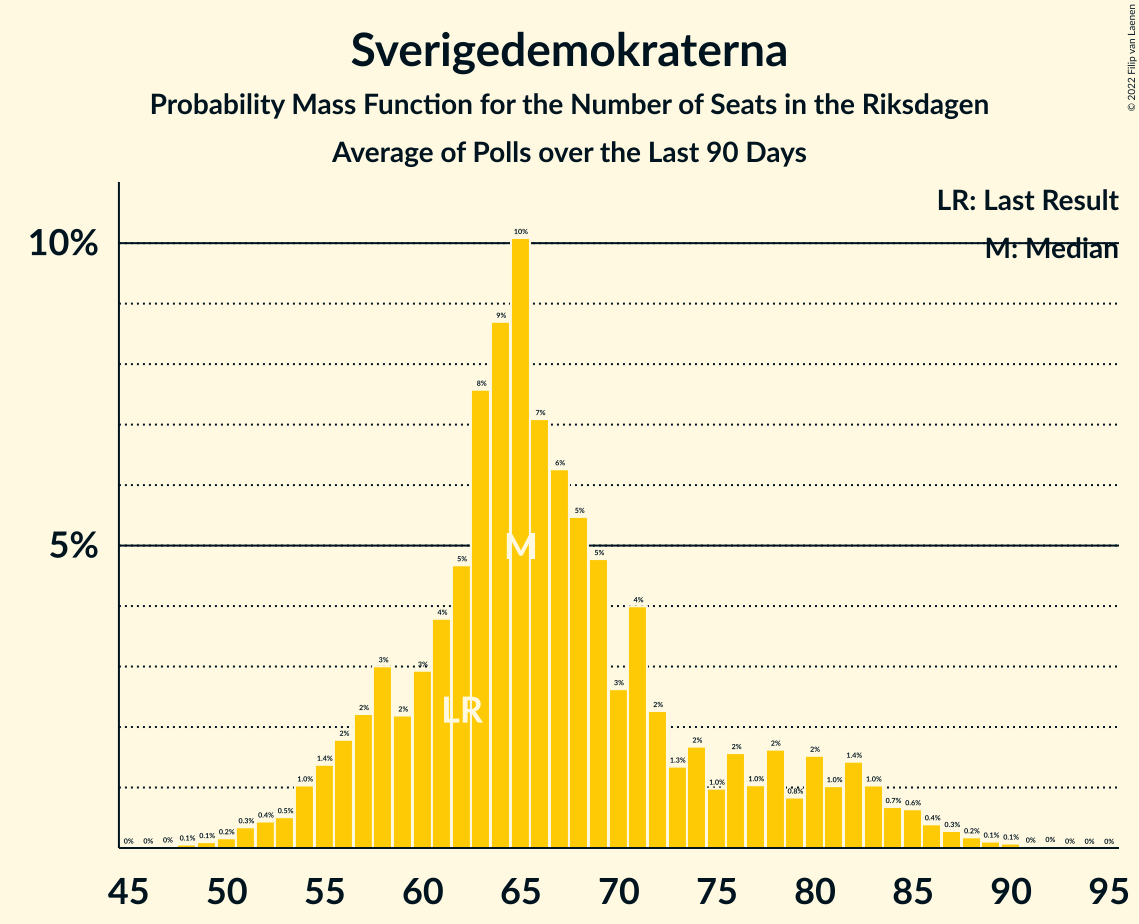 Sverigedemokraterna
Probability Mass Function for the Number of Seats in the Riksdagen
Average of Polls over the Last 90 Days
© 2022 Filip van Laenen
LR: Last Result
M: Median
10%
5%
0% 0% 0% 0.1% 0.1% 0.2% 0.3% 0.4% 0.5% 1.0% 1.4% 2% 2% 3% 2% 3% 4% 5% 8% 9% 10% 7% 6% 5% 5% 3% 4% 2% 1.3% 2% 1.0% 2% 1.0% 2% 0.8% 2% 1.0% 1.4% 1.0% 0.7% 0.6% 0.4% 0.3% 0.2% 0.1% 0.1% 0% 0% 0% 0% 0%
M
LR
45 50 55 60 65 70 75 80 85 90 95